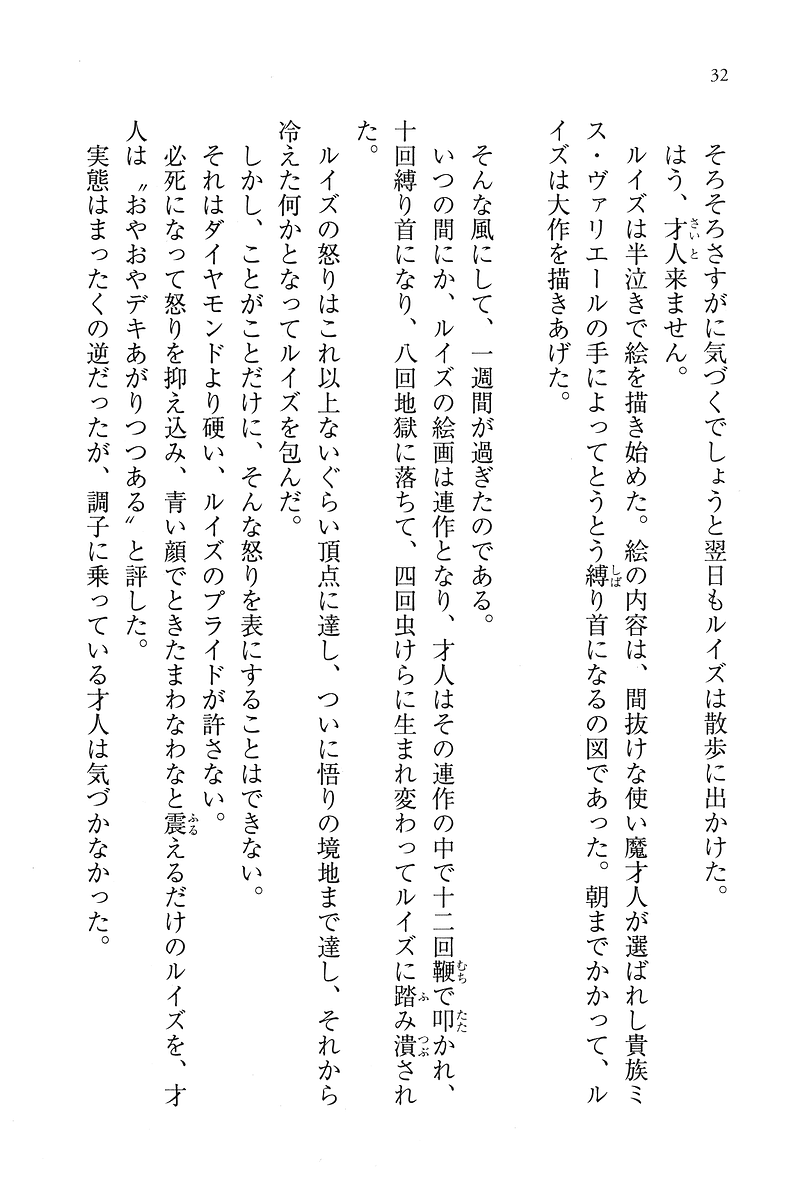 32
そろそろさすがに気づくでしょうと翌日もルイズは散歩に出かけた。
はう、才人来ません。
ルイズは半泣きで絵を描き始めた。絵の内容は、間抜けな使い魔才人が選ばれし貴族ミ
ス・ヴァリエールの手によってとうとう縛り首になるの図であった。朝までかかって、ル
イズは大作を描きあげた。
そんな風にして、一週間が過ぎたのである。
いつの間にか、ルイズの絵画は連作となり、才人はその連作の中で十二回鞭で叩かれ、
十回縛り首になり、八回地獄に落ちて、四回虫けらに生まれ変わってルイズに踏み潰され
た。
ルイズの怒りはこれ以上ないぐらい頂点に達し、ついに悟りの境地まで達し、それから
冷えた何かとなってルイズを包んだ。
しかし、ことがことだけに、そんな怒りを表にすることはできない。
それはダイヤモンドより硬い、ルイズのプライドが許さない。
必死になって怒りを抑え込み、青い顔でときたまわなわなと震えるだけのルイズを、才
人は〝おやおやデキあがりつつある〟と評した。
実態はまったくの逆だったが、調子に乗っている才人は気づかなかった。